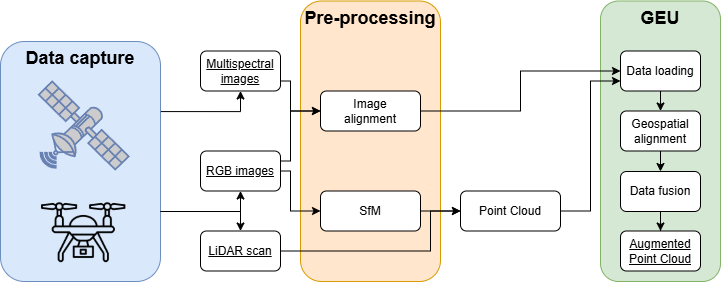 Data capture
Multispectral
images
RGB images
LiDAR scan
Pre-processing
Image
alignment
SfM
Point Cloud
GEU
Data loading
Geospatial
alignment
Data fusion
Augmented
Point Cloud